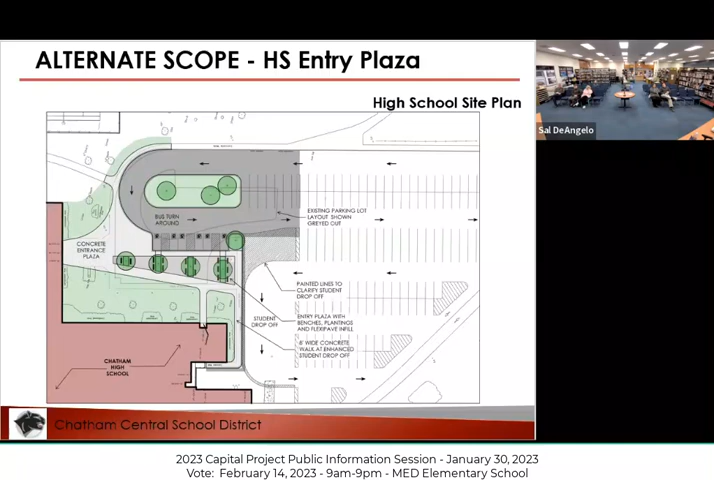 ALTERNATE SCOPE - HS Entry Plaza
High School Site Plan
Sal DeAngelo
EXISTING PARKING LOT
LAYOUT SHOWN
GREYED OUT
BUS TURN
AROUND
CONCRETE
ENTRANCE
PLAZA
PAINTED LINES TO
CLARIFY STUDENT
DROP OFF
ENTRY PLAZA WITH
BENCHES, PLANTINGS
AND FLEXIPAVE INFILL
STUDENT
DROP OFF
WIDE CONCRETE
WALK AT ENHANCED
STUDENT DROP OFF
CHATHAM
HIGH
SCHOOL
Chatham Central School District
2023 Capital Project Public Information Session - January 30, 2023
Vote: February 14, 2023 - 9am-9pm - MED Elementary School